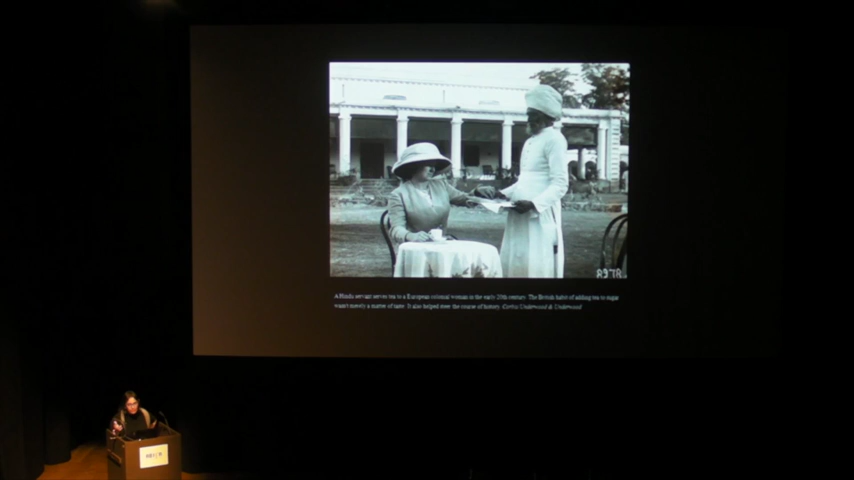 A Hindu servant serves tea to a European colonial woman in the early 20th century. The British habit of adding tea to sugar
wasn't merely a matter of taste. It also helped steer the course of history. Corbis/Underwood & Underwood